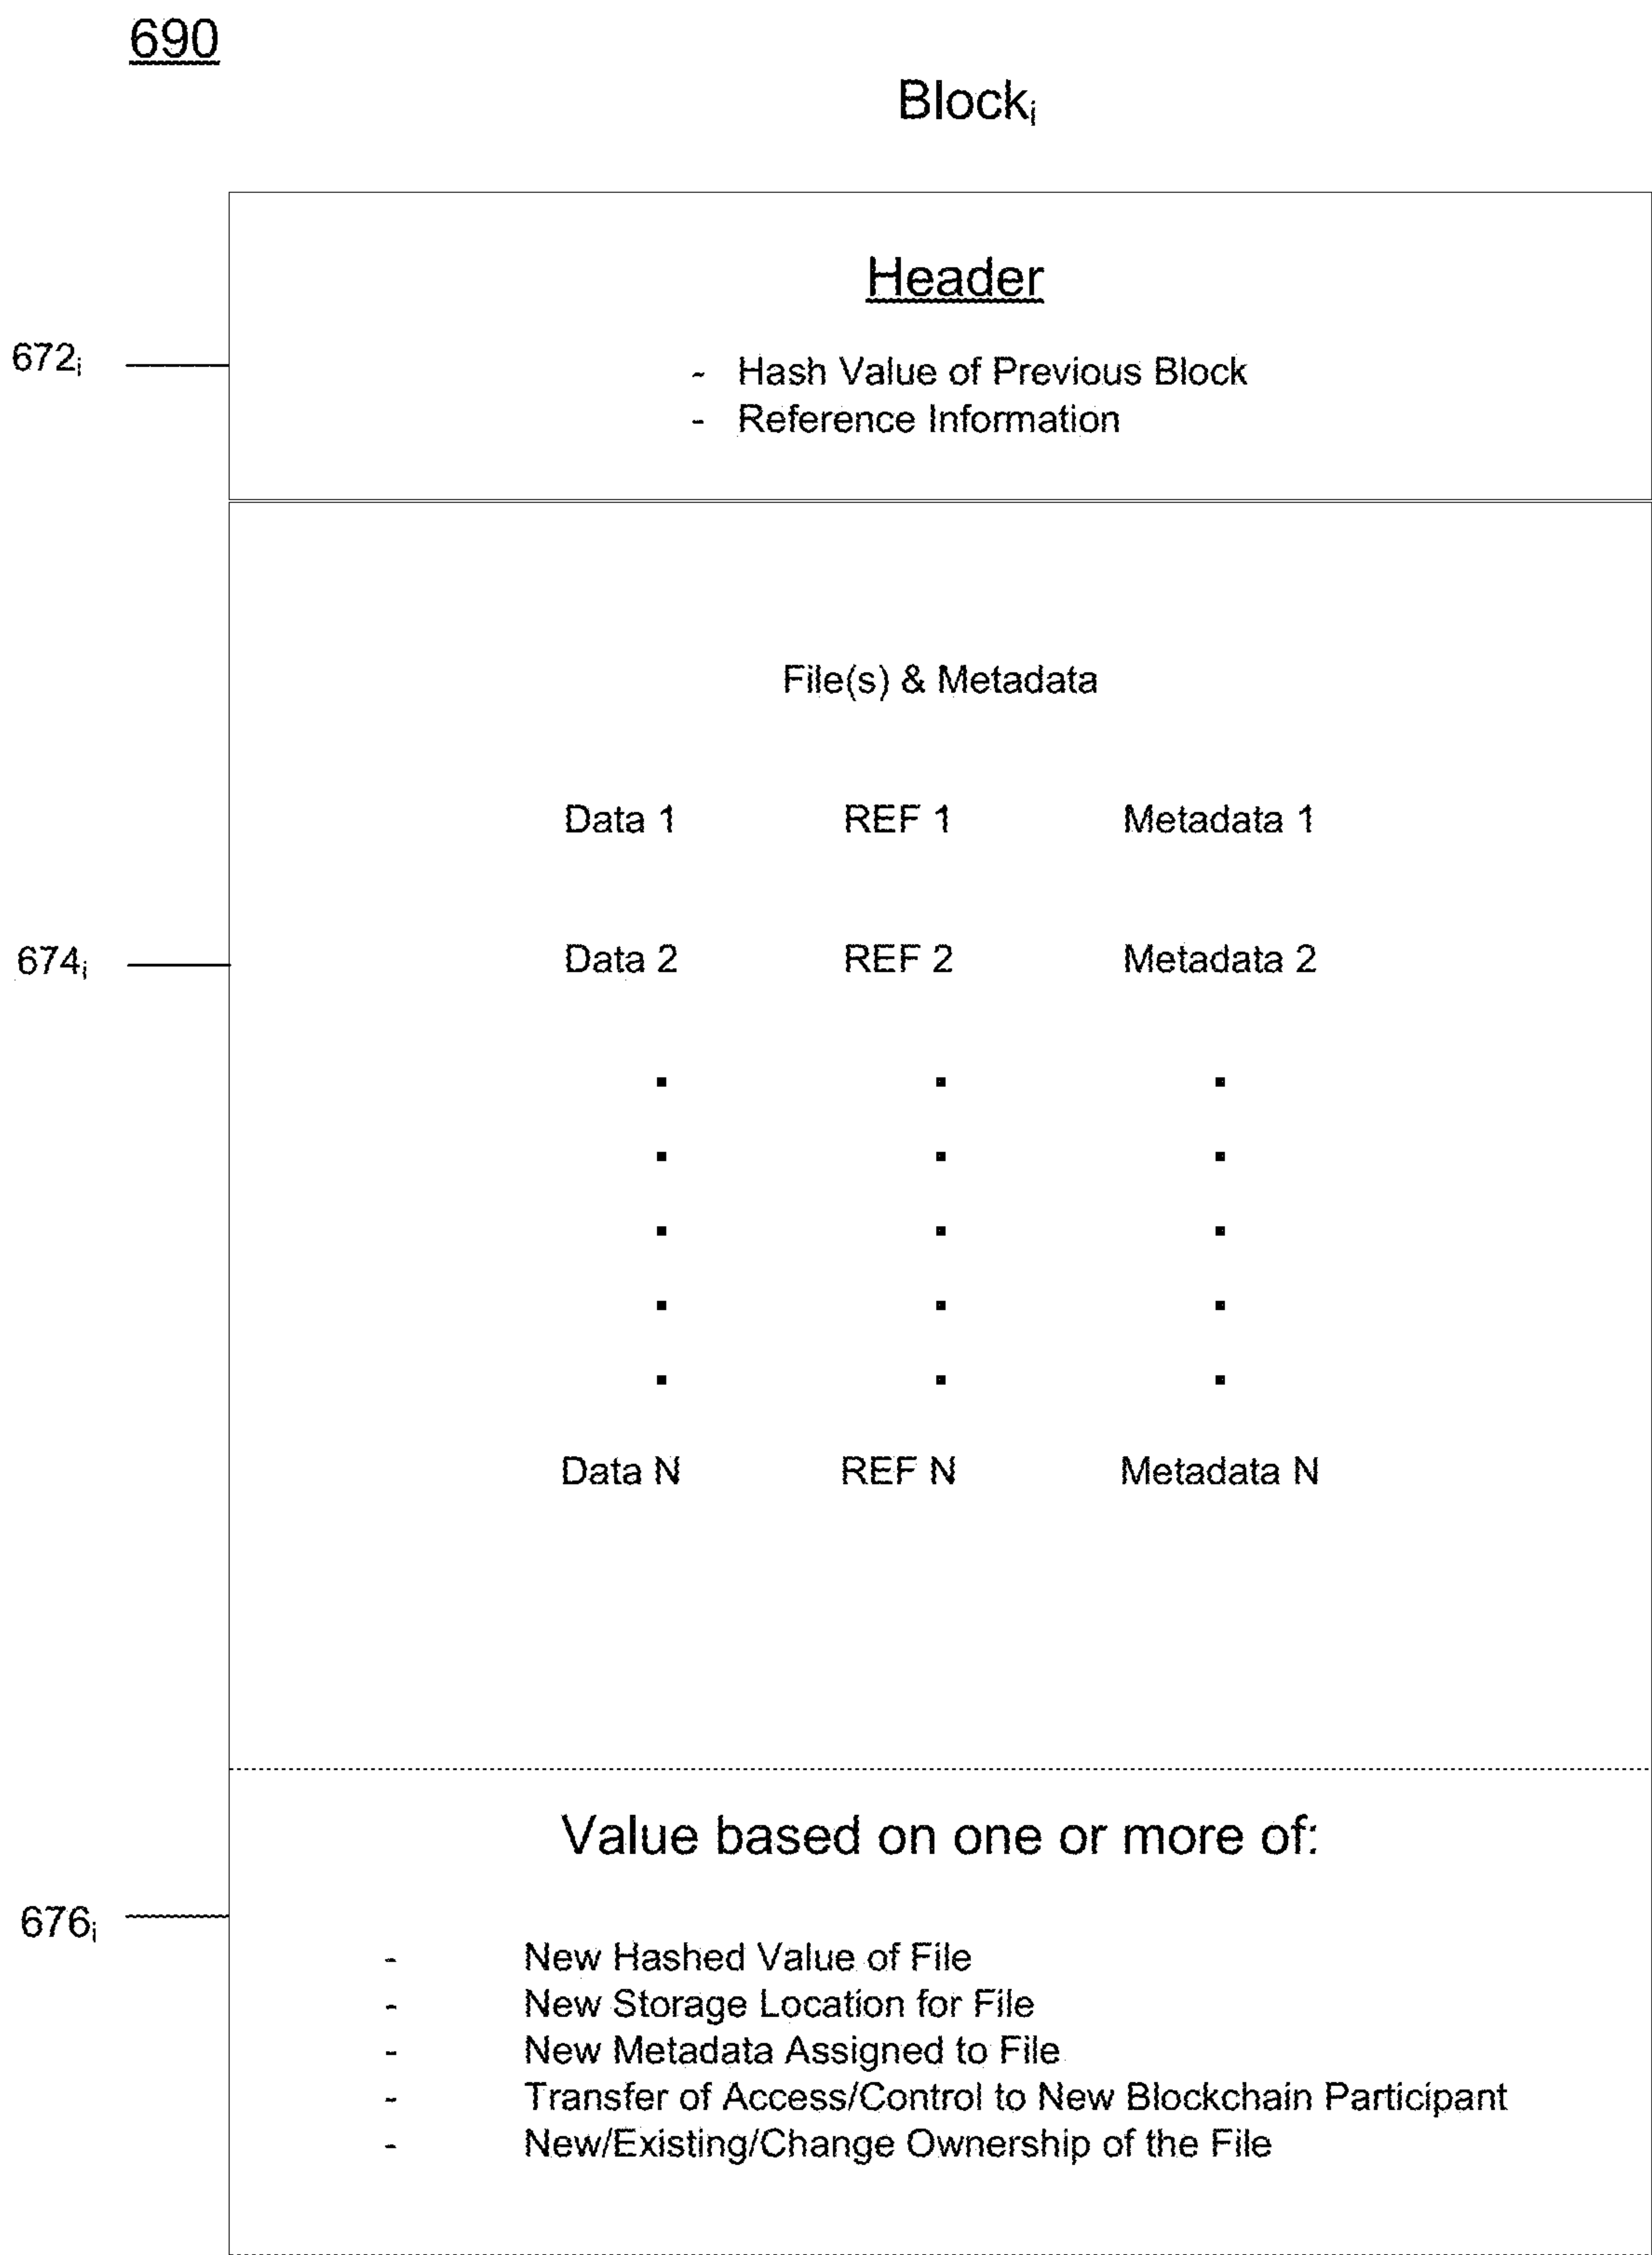 690
Blockᵢ
Header
672ᵢ
- Hash Value of Previous Block
- Reference Information
File(s) & Metadata
Data 1 REF 1 Metadata 1
674ᵢ
Data 2 REF 2 Metadata 2
Data N REF N Metadata N
Value based on one or more of:
676ᵢ
- New Hashed Value of File
- New Storage Location for File
- New Metadata Assigned to File
- Transfer of Access/Control to New Blockchain Participant
- New/Existing/Change Ownership of the File